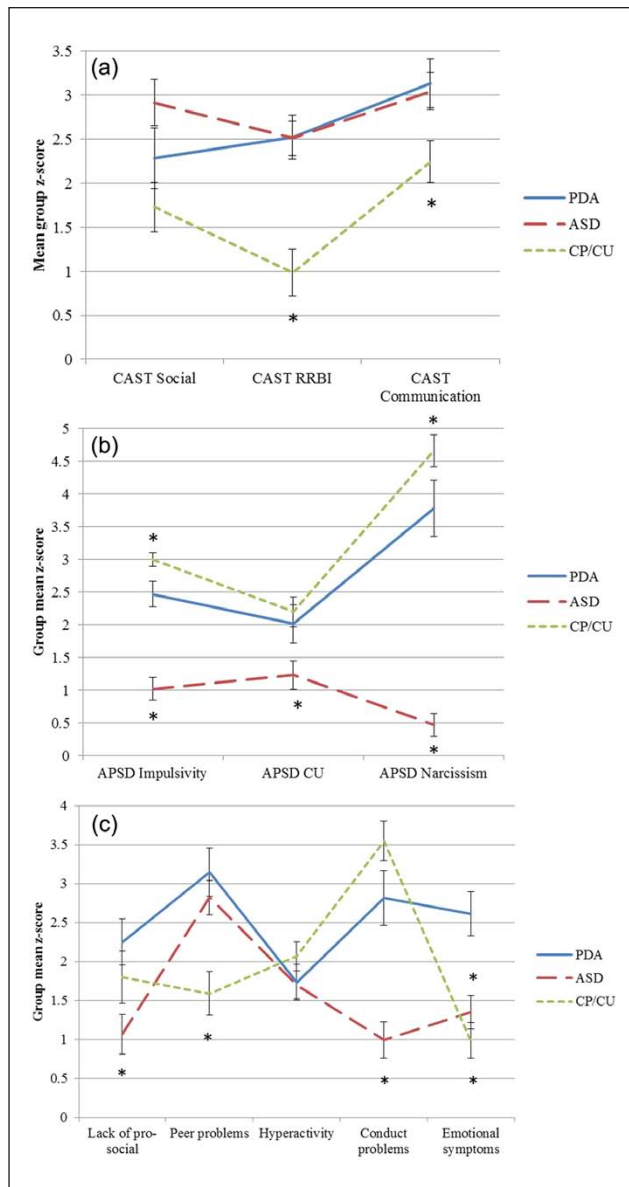 (a)
Mean group z-score
3.5
3
2.5
2
1.5
1
0.5
0
*
*
CAST Social
CAST RRBI
CAST
Communication
PDA
ASD
CP/CU
(b)
Group mean z-score
5
4.5
4
3.5
3
2.5
2
1.5
1
0.5
0
*
*
*
*
*
APSD Impulsivity
APSD CU
APSD Narcissism
PDA
ASD
CP/CU
(c)
Group mean z-score
4
3.5
3
2.5
2
1.5
1
0.5
0
*
*
*
*
*
Lack of pro-
social
Peer problems
Hyperactivity
Conduct
problems
Emotional
symptoms
PDA
ASD
CP/CU